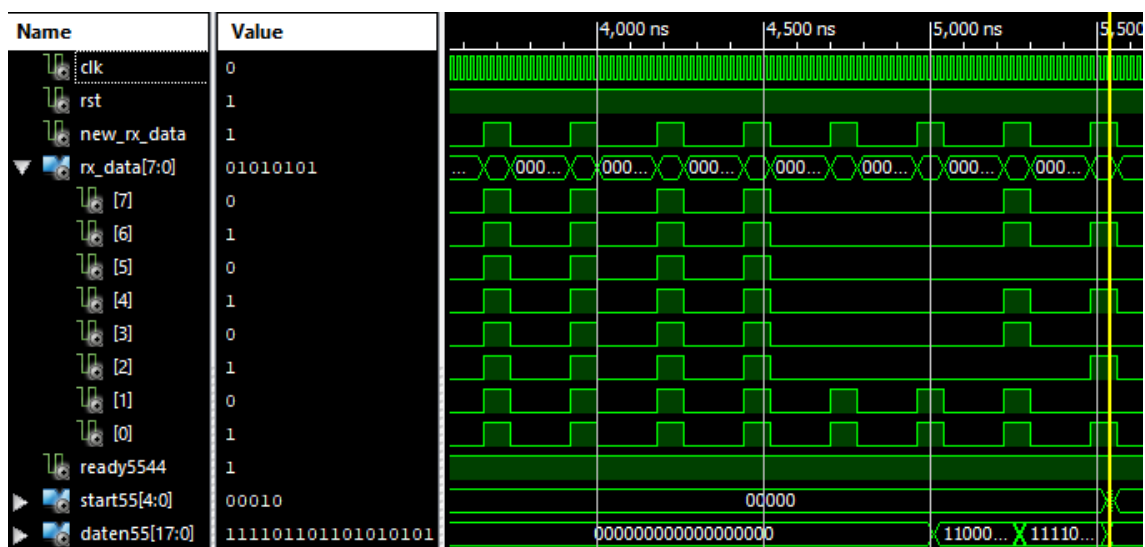 Name Value 4,000 ns 4,500 ns 5,000 ns 5,500
clk 0
rst 1
new_rx_data 1
rx_data[7:0] 01010101 ... 000... 000... 000... 000... 000... 000... 000...
[7] 0
[6] 1
[5] 0
[4] 1
[3] 0
[2] 1
[1] 0
[0] 1
ready5544 1
start55[4:0] 00010 00000
daten55[17:0] 111101101101010101 000000000000000000 11000... 11110...